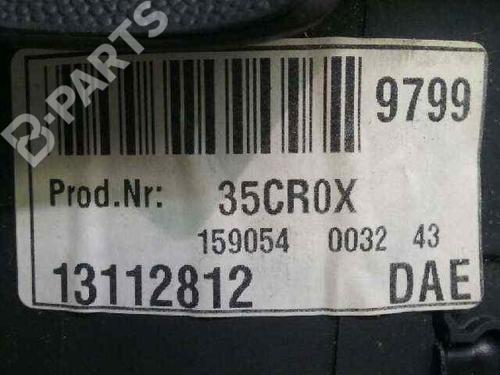 B-PARTS
9799
Prod.Nr: 35CR0X
159054 0032 43
13112812 DAE